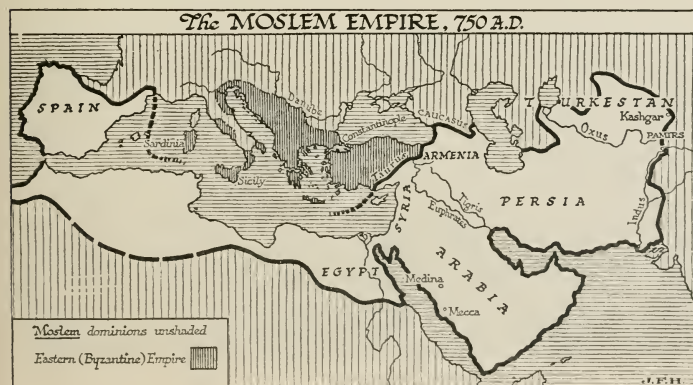 The MOSLEM EMPIRE, 750 A.D.
SPAIN
Sardinia
Sicily
Danube
Constantinople
CAUCASUS
Taurus
ARMENIA
TURKESTAN
Kashgar
Oxus
PAMIRS
PERSIA
Tigris
Euphrates
SYRIA
Indus
EGYPT
ARABIA
Medina
Mecca
Moslem dominions unshaded
Eastern (Byzantine) Empire
J.F.H.